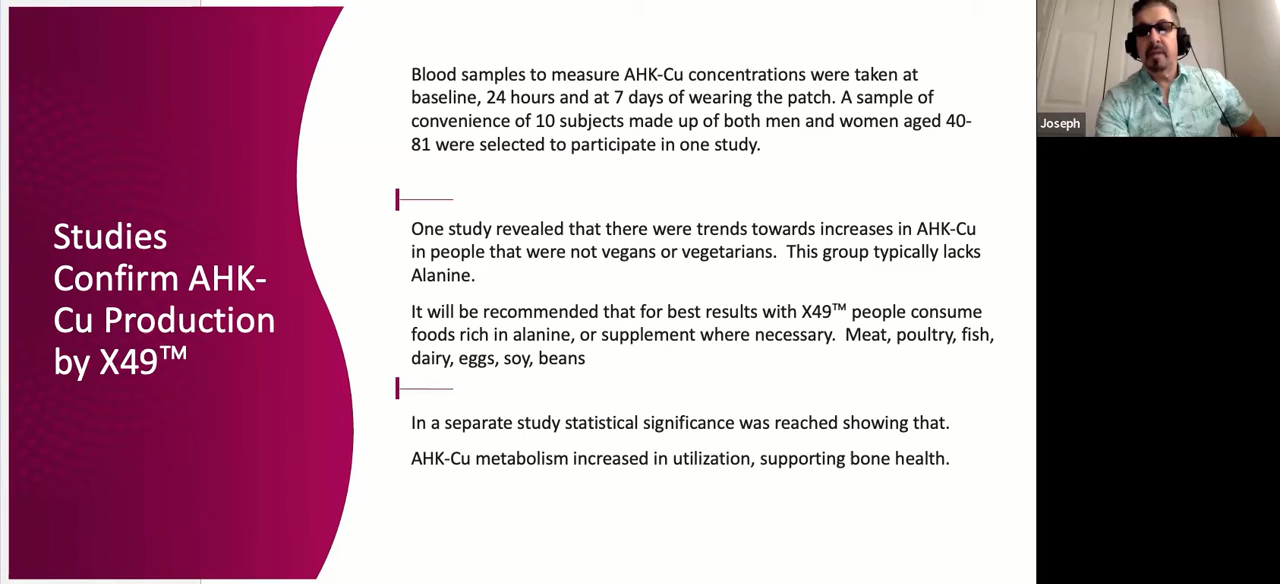 Studies
Confirm AHK-
Cu Production
by X49™
Blood samples to measure AHK-Cu concentrations were taken at
baseline, 24 hours and at 7 days of wearing the patch. A sample of
convenience of 10 subjects made up of both men and women aged 40-
81 were selected to participate in one study.
One study revealed that there were trends towards increases in AHK-Cu
in people that were not vegans or vegetarians.  This group typically lacks
Alanine.
It will be recommended that for best results with X49™ people consume
foods rich in alanine, or supplement where necessary.  Meat, poultry, fish,
dairy, eggs, soy, beans
In a separate study statistical significance was reached showing that.
AHK-Cu metabolism increased in utilization, supporting bone health.
Joseph